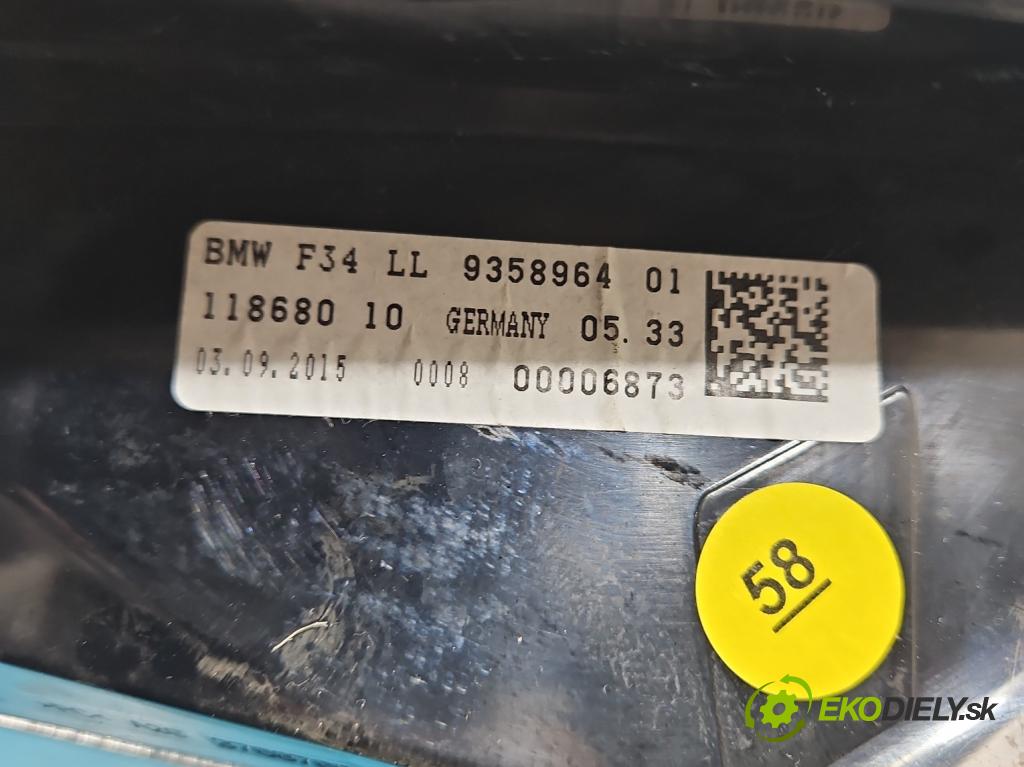 BMW F34 LL 9358964 01
118680 10 GERMANY 05.33
03.09.2015 0008 00006873
58
EKODIELY.sk